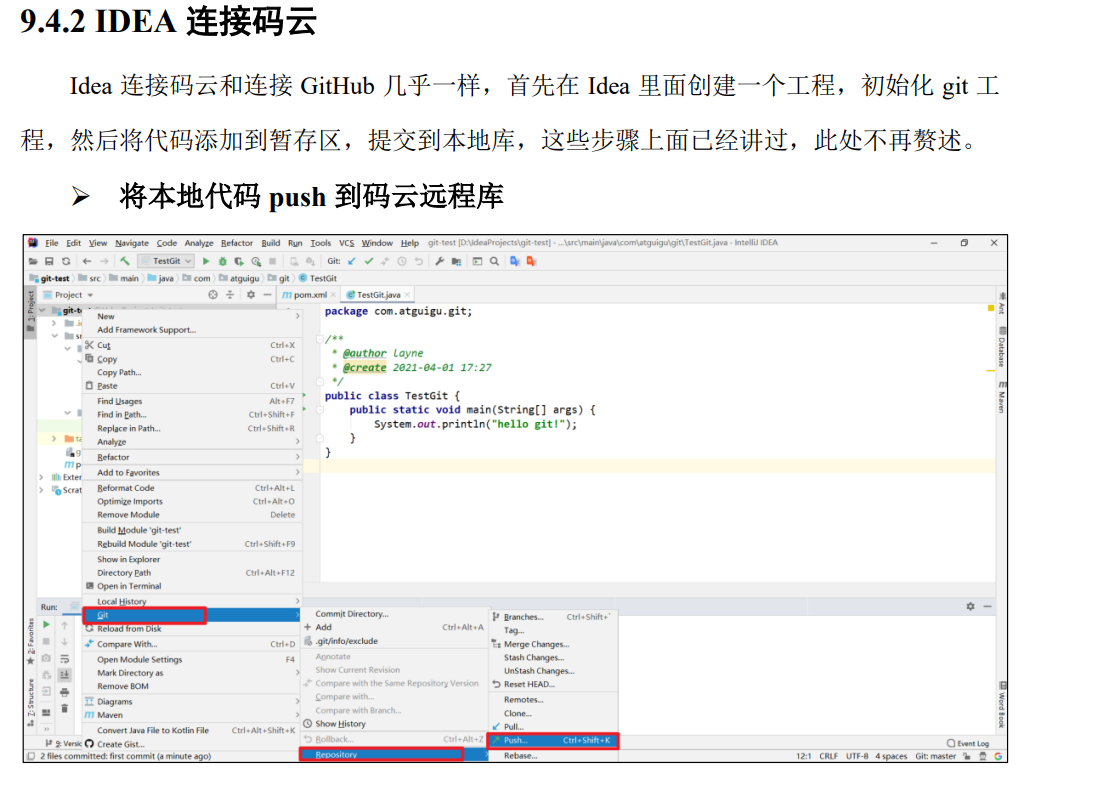 9.4.2 IDEA 连接码云
Idea 连接码云和连接 GitHub 几乎一样，首先在 Idea 里面创建一个工程，初始化 git 工
程，然后将代码添加到暂存区，提交到本地库，这些步骤上面已经讲过，此处不再赘述。
➢ 将本地代码 push 到码云远程库
File Edit View Navigate Code Analyze Refactor Build Run Tools VCS Window Help git-test [D:\IdeaProjects\git-test] - ...\src\main\java\com\atguigu\git\TestGit.java - IntelliJ IDEA
TestGit Git:
git-test src main java com atguigu git TestGit
1: Project
Project
pom.xml TestGit.java
New
Add Framework Support...
Cut Ctrl+X
Copy Ctrl+C
Copy Path...
Paste Ctrl+V
Find Usages Alt+F7
Find in Path... Ctrl+Shift+F
Replace in Path... Ctrl+Shift+R
Analyze
Refactor
Add to Favorites
Reformat Code Ctrl+Alt+L
Optimize Imports Ctrl+Alt+O
Remove Module Delete
Build Module 'git-test'
Rebuild Module 'git-test' Ctrl+Shift+F9
Show in Explorer
Directory Path Ctrl+Alt+F12
Open in Terminal
Local History
Git
Reload from Disk
Compare With... Ctrl+D
Open Module Settings F4
Mark Directory as
Remove BOM
Diagrams
Maven
Convert Java File to Kotlin File Ctrl+Alt+Shift+K
Create Gist...
package com.atguigu.git;
/**
* @author layne
* @create 2021-04-01 17:27
*/
public class TestGit {
public static void main(String[] args) {
System.out.println("hello git!");
}
}
Ant
Database
Maven
Word Book
Run:
2: Favorites
7: Structure
Commit Directory...
Add Ctrl+Alt+A
.git/info/exclude
Annotate
Show Current Revision
Compare with the Same Repository Version
Compare with...
Compare with Branch...
Show History
Rollback... Ctrl+Alt+Z
Repository
Branches... Ctrl+Shift+`
Tag...
Merge Changes...
Stash Changes...
UnStash Changes...
Reset HEAD...
Remotes...
Clone...
Pull...
Push... Ctrl+Shift+K
Rebase...
Event Log
2 files committed: first commit (a minute ago) 12:1 CRLF UTF-8 4 spaces Git: master